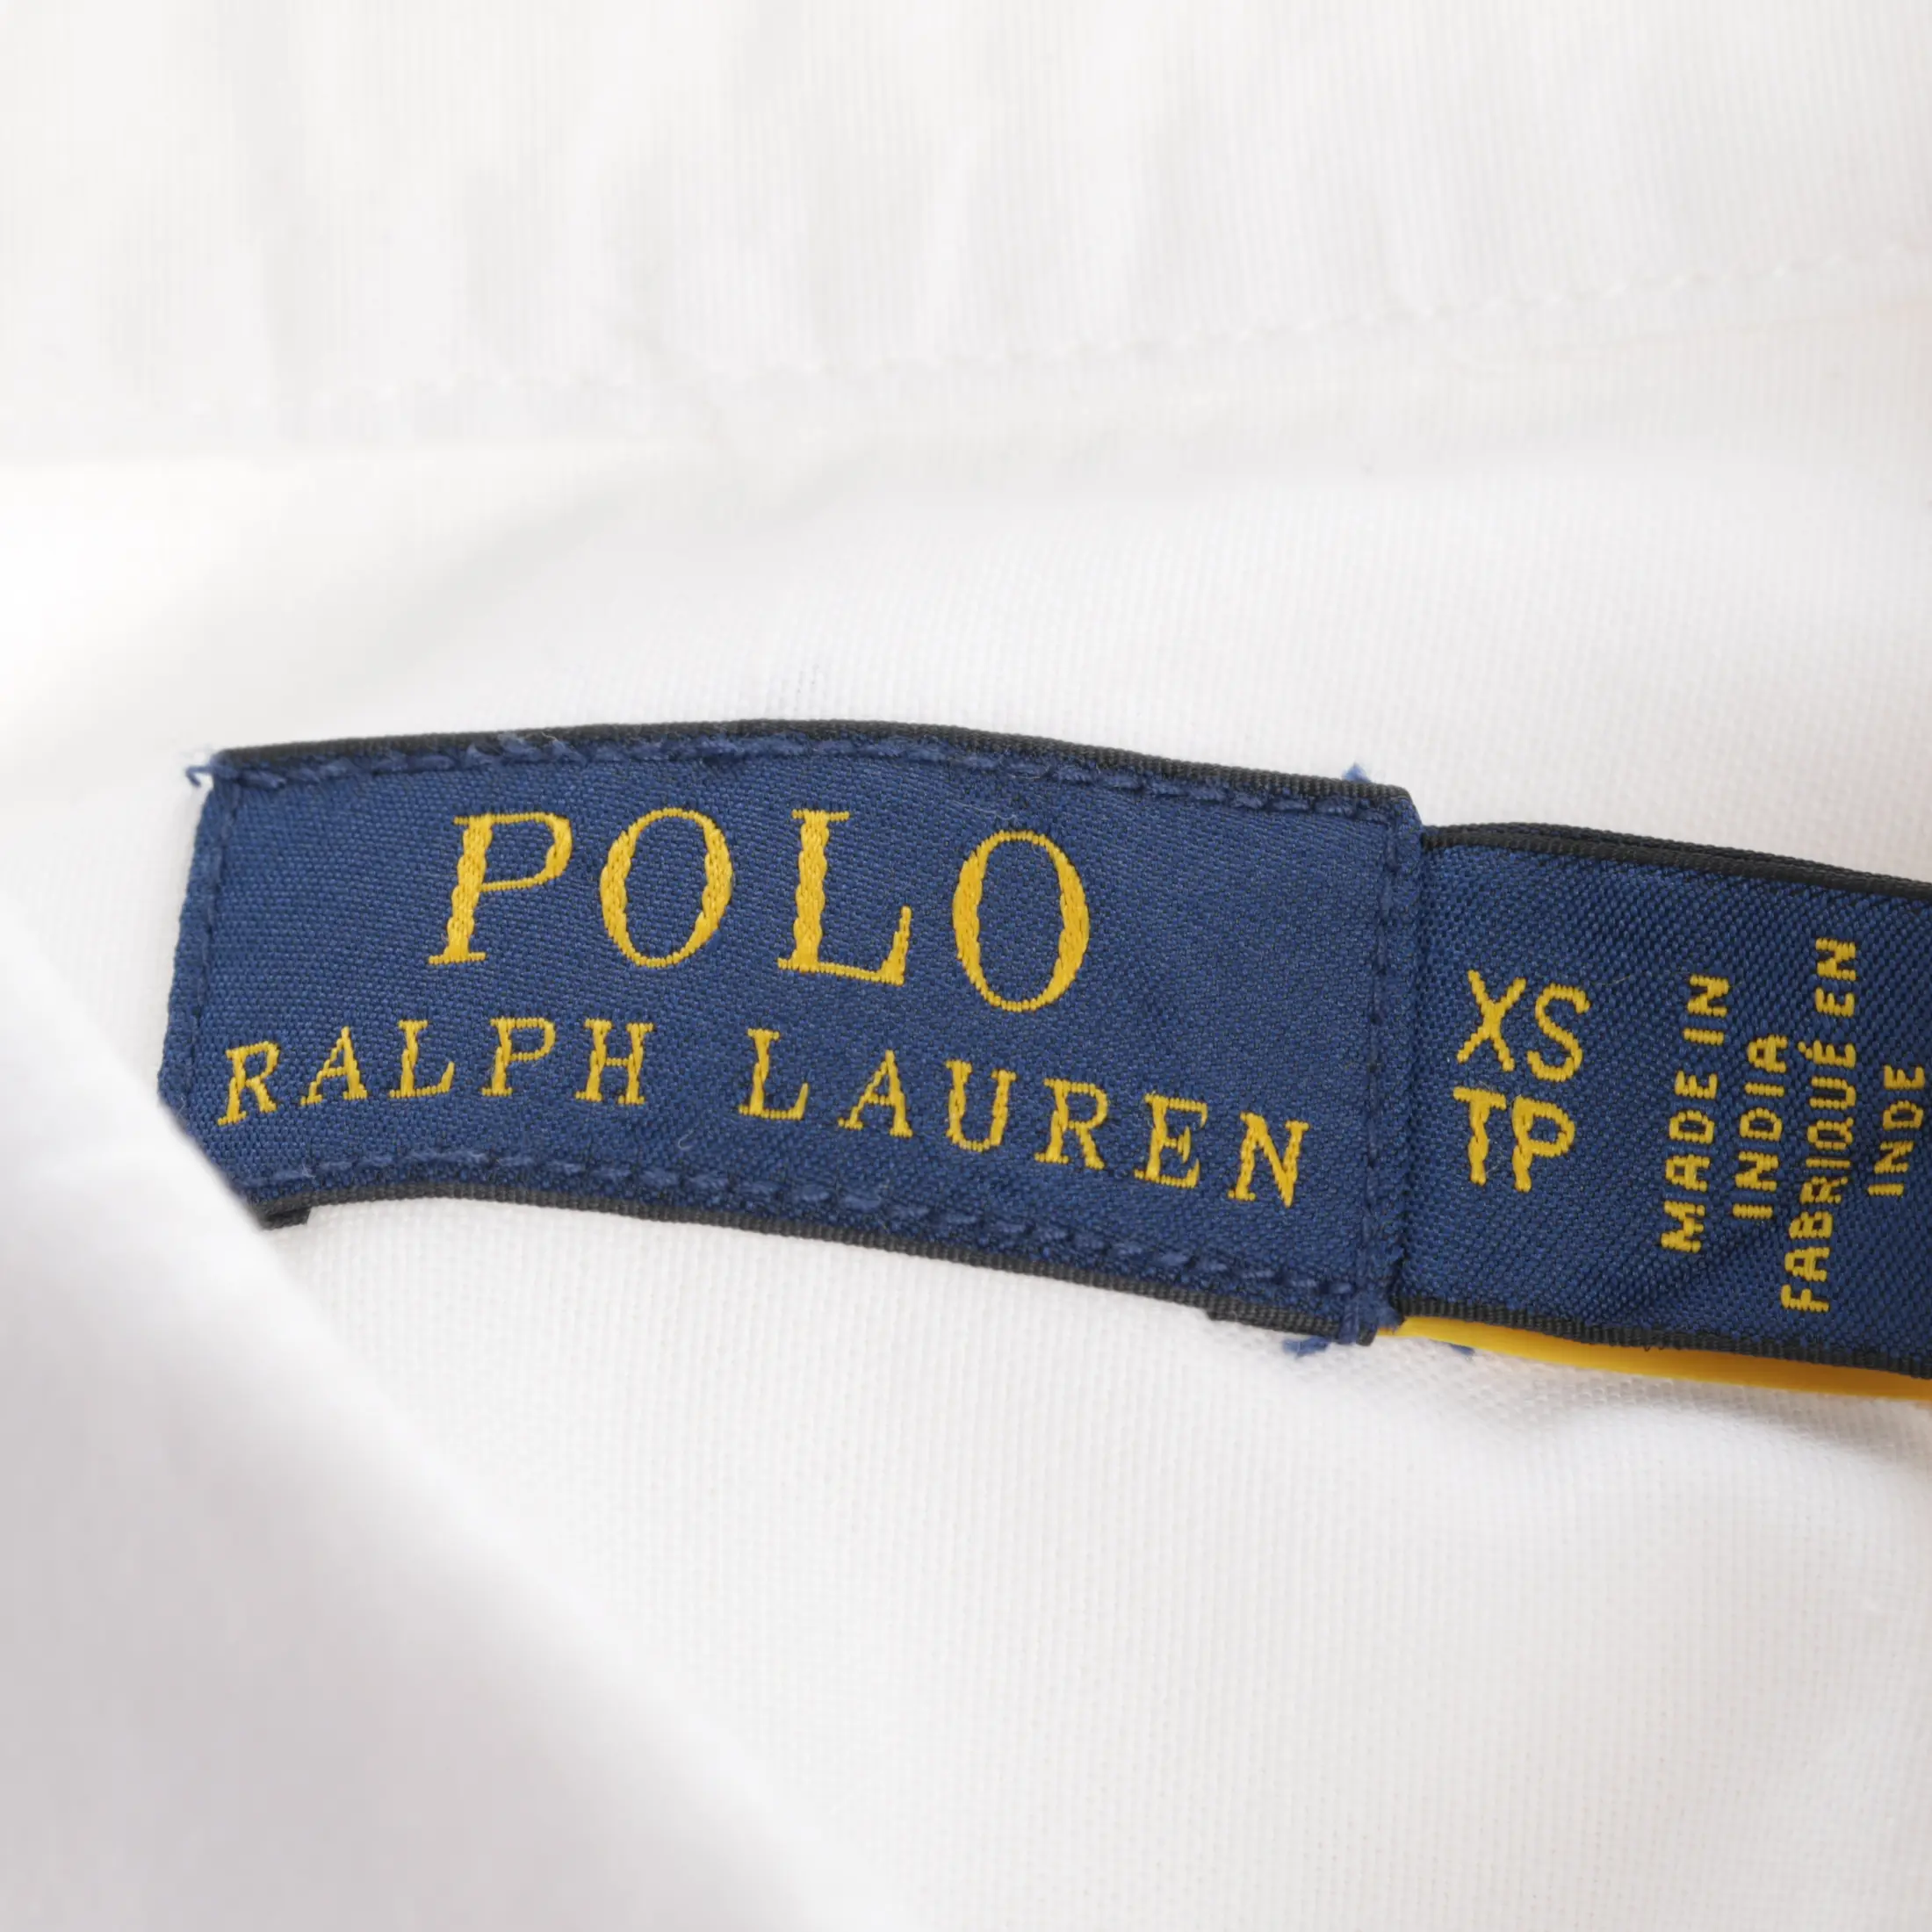 POLO
RALPH LAUREN
XS
TP
MADE IN
INDIA
FABRIQUÉ EN
INDE